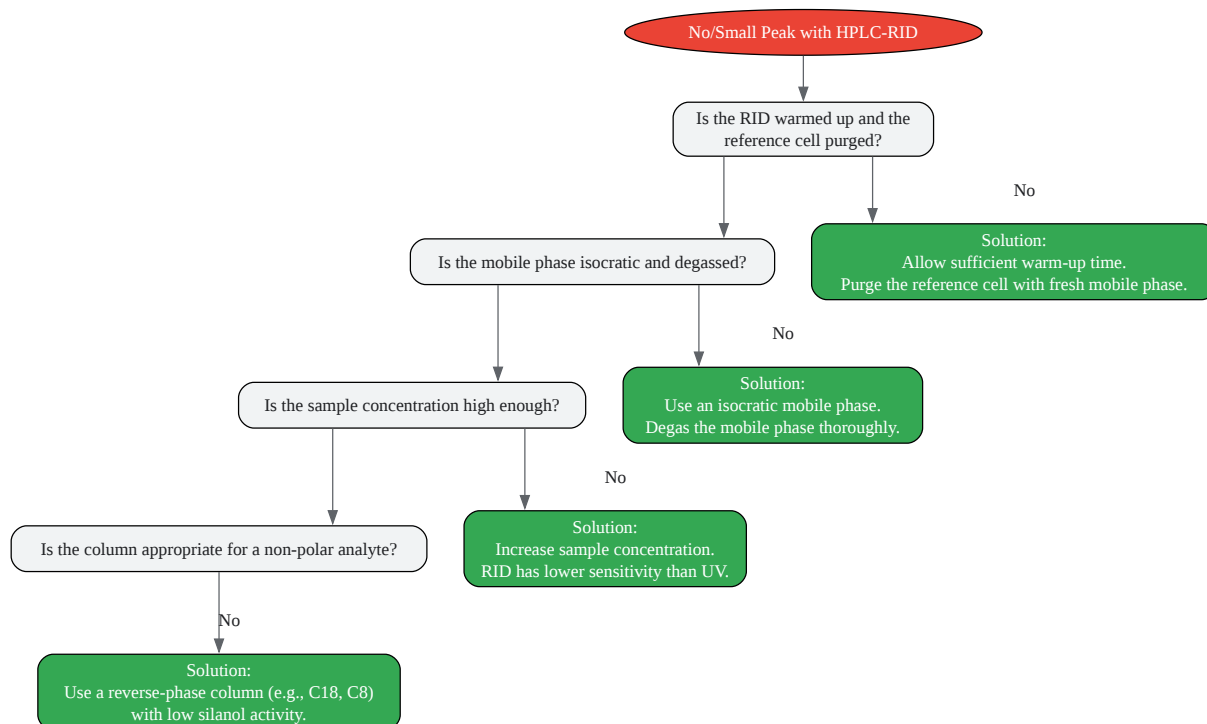 No/Small Peak with HPLC-RID
Is the RID warmed up and the
reference cell purged?
No
Solution:
Allow sufficient warm-up time.
Purge the reference cell with fresh mobile phase.
Is the mobile phase isocratic and degassed?
No
Solution:
Use an isocratic mobile phase.
Degas the mobile phase thoroughly.
Is the sample concentration high enough?
No
Solution:
Increase sample concentration.
RID has lower sensitivity than UV.
Is the column appropriate for a non-polar analyte?
No
Solution:
Use a reverse-phase column (e.g., C18, C8)
with low silanol activity.